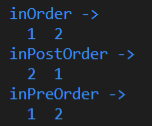 inOrder ->
  1  2
inPostOrder ->
  2  1
inPreOrder ->
  1  2